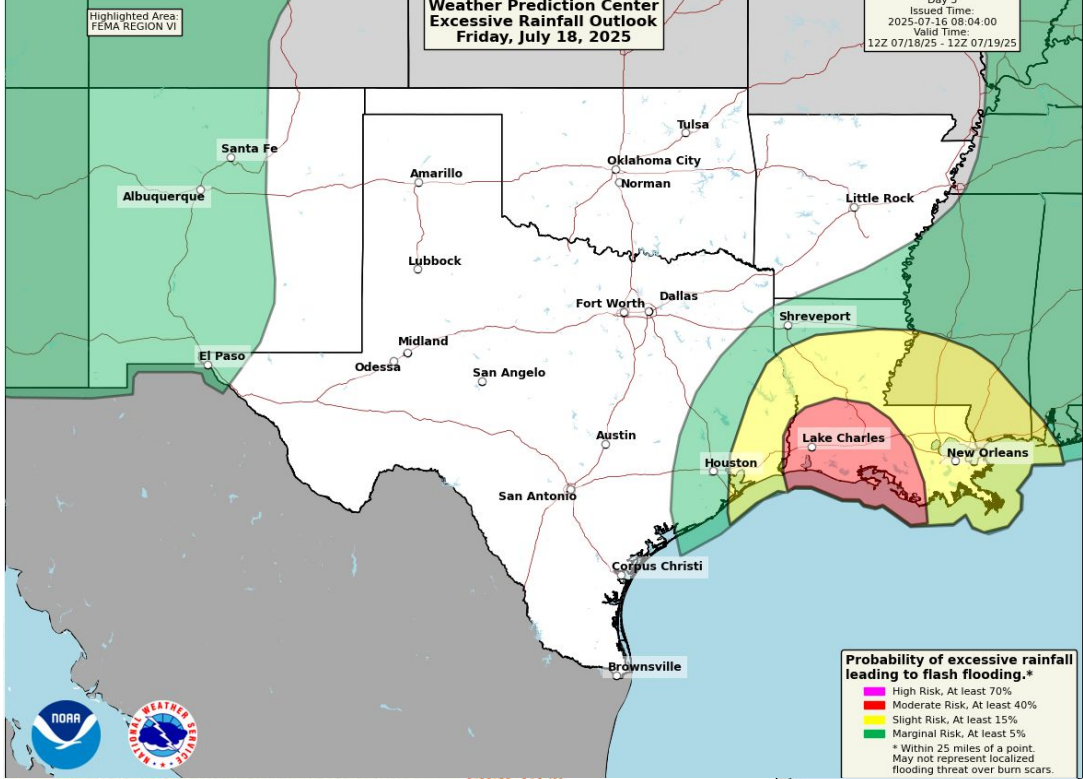 Highlighted Area:
FEMA REGION VI
Weather Prediction Center
Excessive Rainfall Outlook
Friday, July 18, 2025
Issued Time:
2025-07-16 08:04:00
Valid Time:
12Z 07/18/25 - 12Z 07/19/25
Tulsa
Santa Fe
Oklahoma City
Amarillo
Norman
Albuquerque
Little Rock
Lubbock
Dallas
Fort Worth
Shreveport
Midland
El Paso
Odessa
San Angelo
Austin
Lake Charles
New Orleans
Houston
San Antonio
Corpus Christi
Brownsville
Probability of excessive rainfall
leading to flash flooding.*
High Risk, At least 70%
Moderate Risk, At least 40%
Slight Risk, At least 15%
Marginal Risk, At least 5%
* Within 25 miles of a point.
May not represent localized
flooding threat over burn scars.
NOAA
NATIONAL WEATHER SERVICE